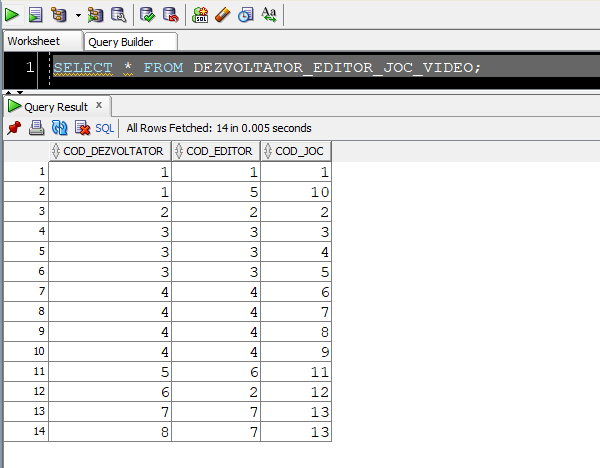 SQL
Aa
Worksheet Query Builder
1 SELECT * FROM DEZVOLTATOR_EDITOR_JOC_VIDEO;
Query Result x
SQL All Rows Fetched: 14 in 0.005 seconds
COD_DEZVOLTATOR COD_EDITOR COD_JOC
1 1 1 1
2 1 5 10
3 2 2 2
4 3 3 3
5 3 3 4
6 3 3 5
7 4 4 6
8 4 4 7
9 4 4 8
10 4 4 9
11 5 6 11
12 6 2 12
13 7 7 13
14 8 7 13